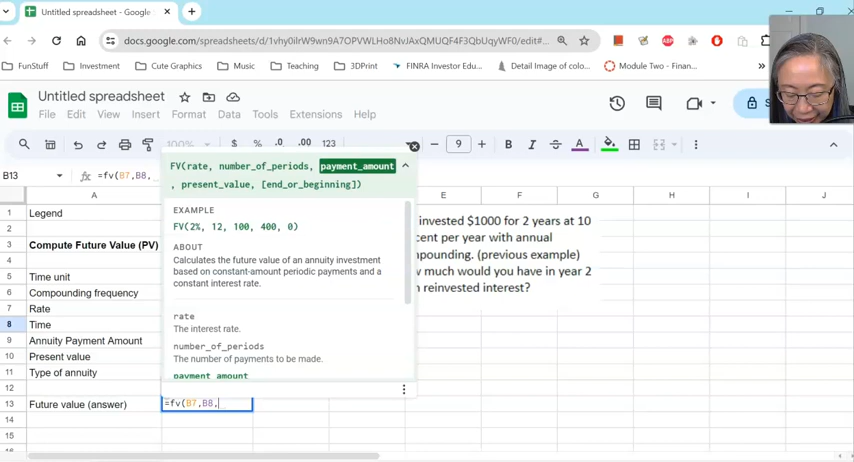 Untitled spreadsheet - Google S
docs.google.com/spreadsheets/d/1vhy0ilrW9wn9A7OPVWLHo8NvJAxQMUQF4F3QbUqyWF0/edit#...
FunStuff Investment Cute Graphics Music Teaching 3DPrint FINRA Investor Edu... Detail Image of colo... Module Two - Finan... »
Untitled spreadsheet
File Edit View Insert Format Data Tools Extensions Help
100% $ % .0 .00 123 9 B I A
B13 fx =fv(B7,B8,
FV(rate, number_of_periods, payment_amount
, present_value, [end_or_beginning])
EXAMPLE
FV(2%, 12, 100, 400, 0)
ABOUT
Calculates the future value of an annuity investment
based on constant-amount periodic payments and a
constant interest rate.
rate
The interest rate.
number_of_periods
The number of payments to be made.
payment_amount
A E F G H I J
1 Legend
2
3 Compute Future Value (PV)
4
5 Time unit
6 Compounding frequency
7 Rate
8 Time
9 Annuity Payment Amount
10 Present value
11 Type of annuity
12
13 Future value (answer) =fv(B7,B8,
14
15
invested $1000 for 2 years at 10
cent per year with annual
pounding. (previous example)
w much would you have in year 2
reinvested interest?